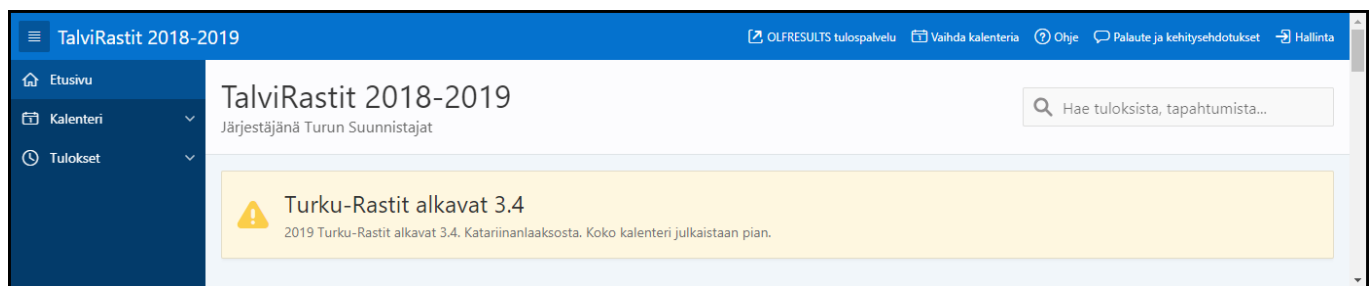 TalviRastit 2018-2019
OLFRESULTS tulospalvelu Vaihda kalenteria Ohje Palaute ja kehitysehdotukset Hallinta
Etusivu
Kalenteri
Tulokset
TalviRastit 2018-2019
Järjestäjänä Turun Suunnistajat
Hae tuloksista, tapahtumista...
Turku-Rastit alkavat 3.4
2019 Turku-Rastit alkavat 3.4. Katariinanlaaksosta. Koko kalenteri julkaistaan pian.